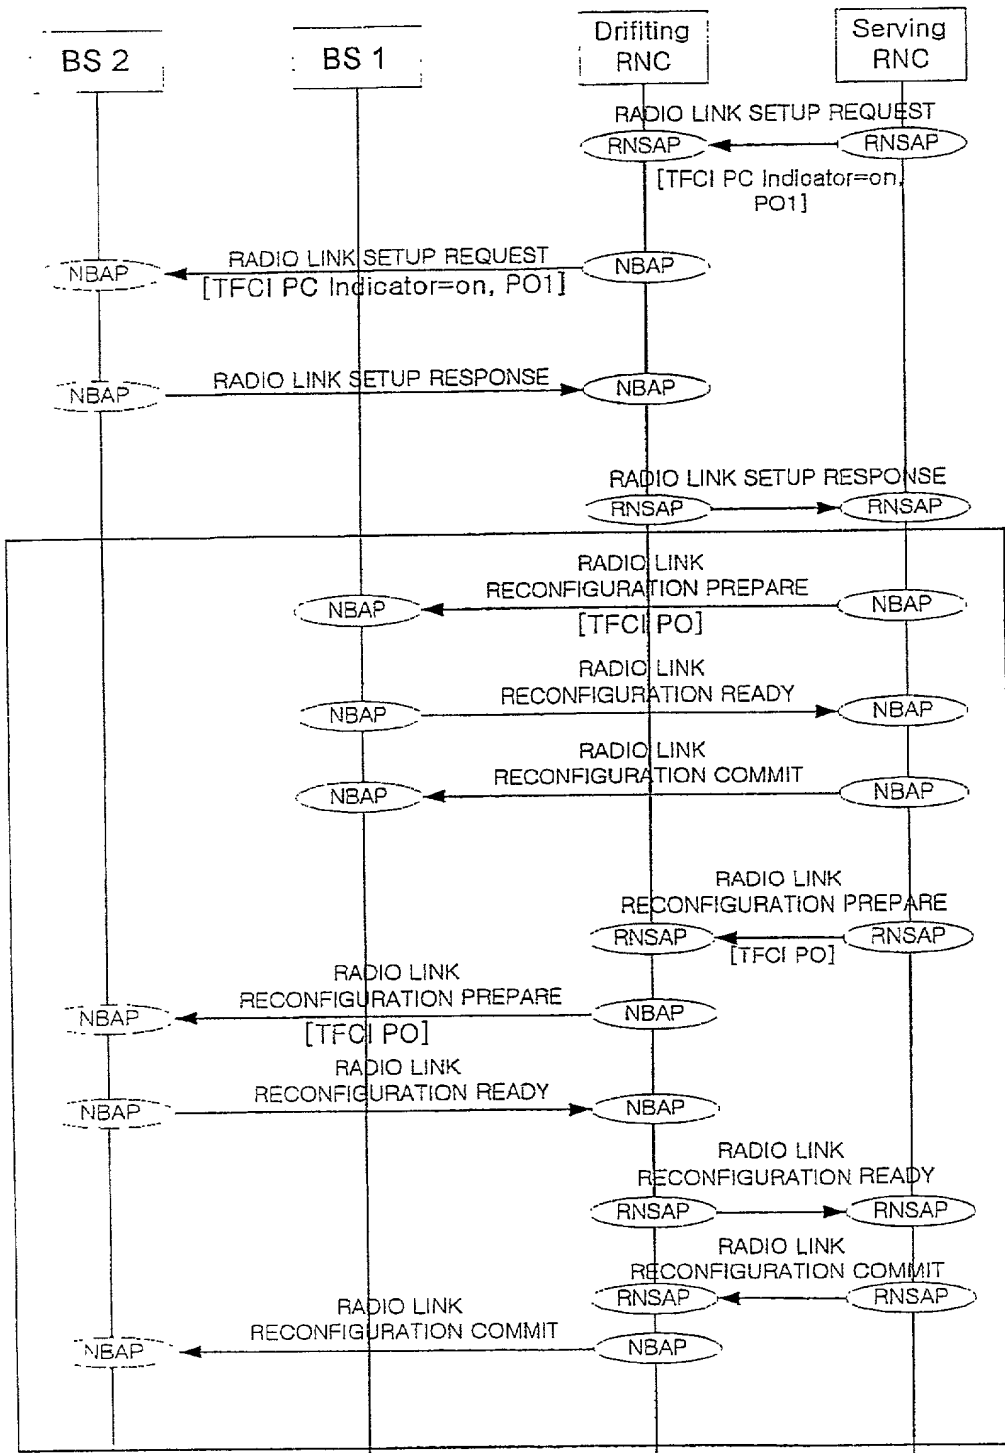 BS 2
BS 1
Drifiting
RNC
Serving
RNC
RADIO LINK SETUP REQUEST
RNSAP
RNSAP
[TFCI PC Indicator=on,
PO1]
RADIO LINK SETUP REQUEST
NBAP
NBAP
[TFCI PC Indicator=on, PO1]
RADIO LINK SETUP RESPONSE
NBAP
NBAP
RADIO LINK SETUP RESPONSE
RNSAP
RNSAP
RADIO LINK
RECONFIGURATION PREPARE
NBAP
NBAP
[TFCI PO]
RADIO LINK
RECONFIGURATION READY
NBAP
NBAP
RADIO LINK
RECONFIGURATION COMMIT
NBAP
NBAP
RADIO LINK
RECONFIGURATION PREPARE
RNSAP
RNSAP
[TFCI PO]
RADIO LINK
RECONFIGURATION PREPARE
NBAP
NBAP
[TFCI PO]
RADIO LINK
RECONFIGURATION READY
NBAP
NBAP
RADIO LINK
RECONFIGURATION READY
RNSAP
RNSAP
RADIO LINK
RECONFIGURATION COMMIT
RNSAP
RNSAP
RADIO LINK
RECONFIGURATION COMMIT
NBAP
NBAP